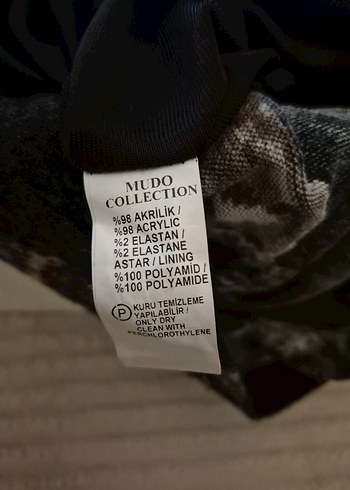 MUDO
COLLECTION
%98 AKRİLİK /
%98 ACRYLIC
%2 ELASTAN /
%2 ELASTANE
ASTAR / LINING
%100 POLYAMİD /
%100 POLYAMIDE
P KURU TEMİZLEME
YAPILABİLİR /
ONLY DRY
CLEAN WITH
PERCHLOROTHYLENE